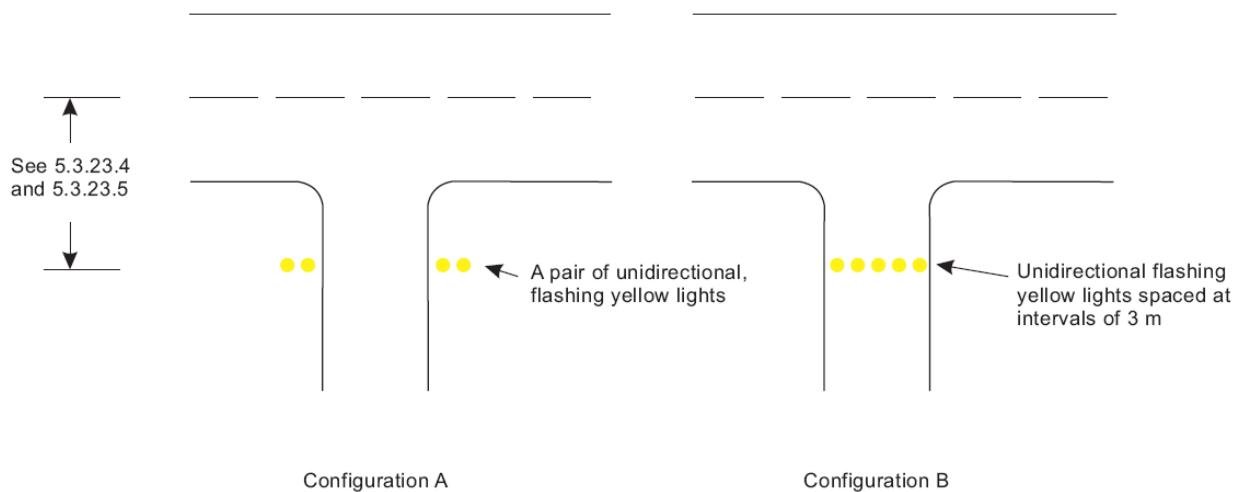 See 5.3.23.4
and 5.3.23.5
A pair of unidirectional,
flashing yellow lights
Unidirectional flashing
yellow lights spaced at
intervals of 3 m
Configuration A
Configuration B